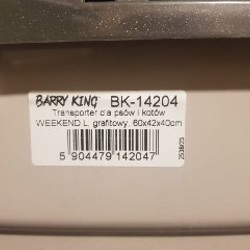 BARRY KING BK-14204
Transporter dla psów i kotów
WEEKEND L, grafitowy, 60x42x40cm
5 904479 142047